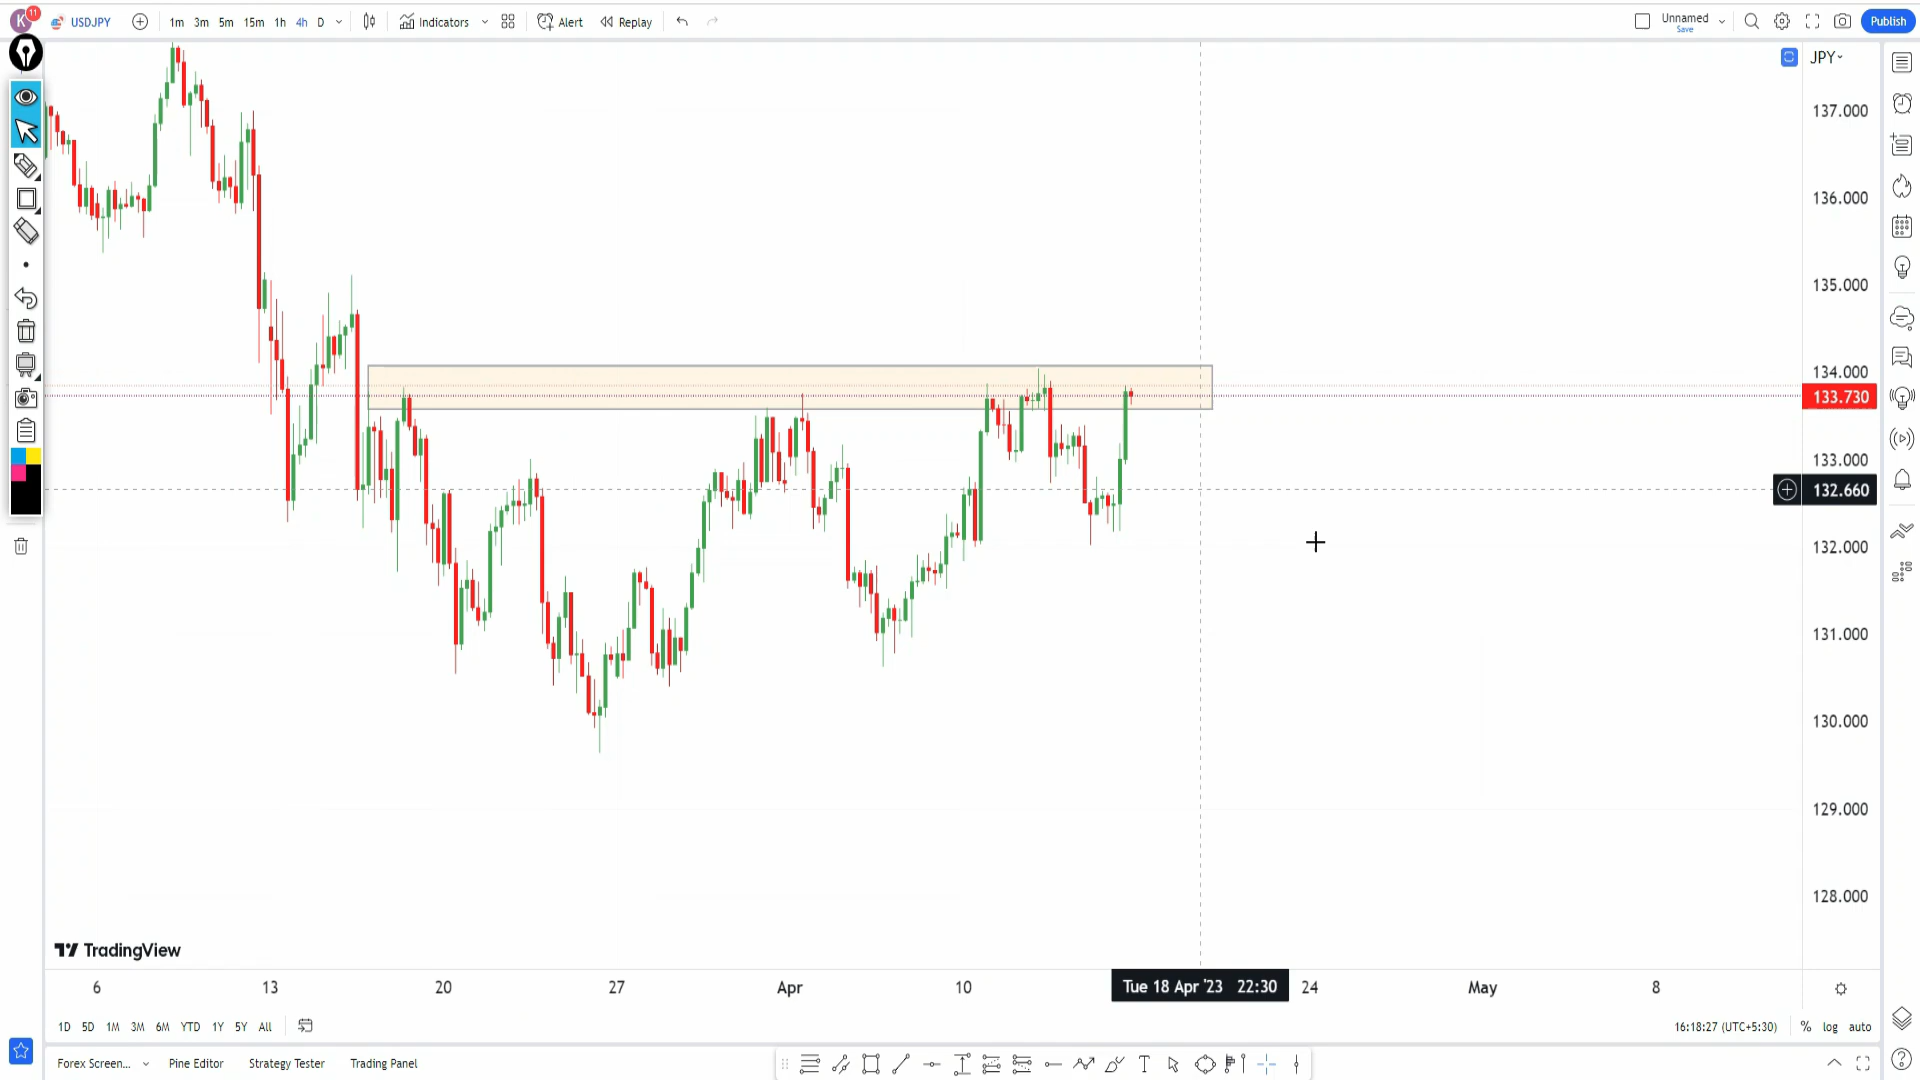 K 11 USDJPY 1m 3m 5m 15m 1h 4h D Indicators Alert Replay Unnamed Publish
Save
JPY
137.000
136.000
135.000
134.000
133.730
133.000
132.660
132.000
131.000
130.000
129.000
128.000
TradingView
6 13 20 27 Apr 10 Tue 18 Apr '23 22:30 24 May 8
1D 5D 1M 3M 6M YTD 1Y 5Y All 16:18:27 (UTC+5:30) % log auto
Forex Screen... Pine Editor Strategy Tester Trading Panel